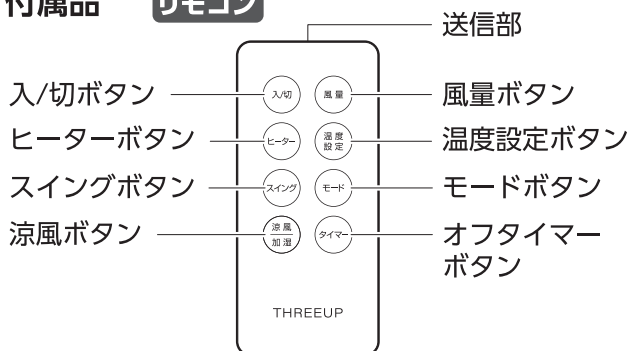 付属品 リモコン
送信部
入/切ボタン
ヒーターボタン
スイングボタン
涼風ボタン
入/切
風量
ヒーター
温度
設定
スイング
モード
涼風
加湿
タイマー
風量ボタン
温度設定ボタン
モードボタン
オフタイマー
ボタン
THREEUP